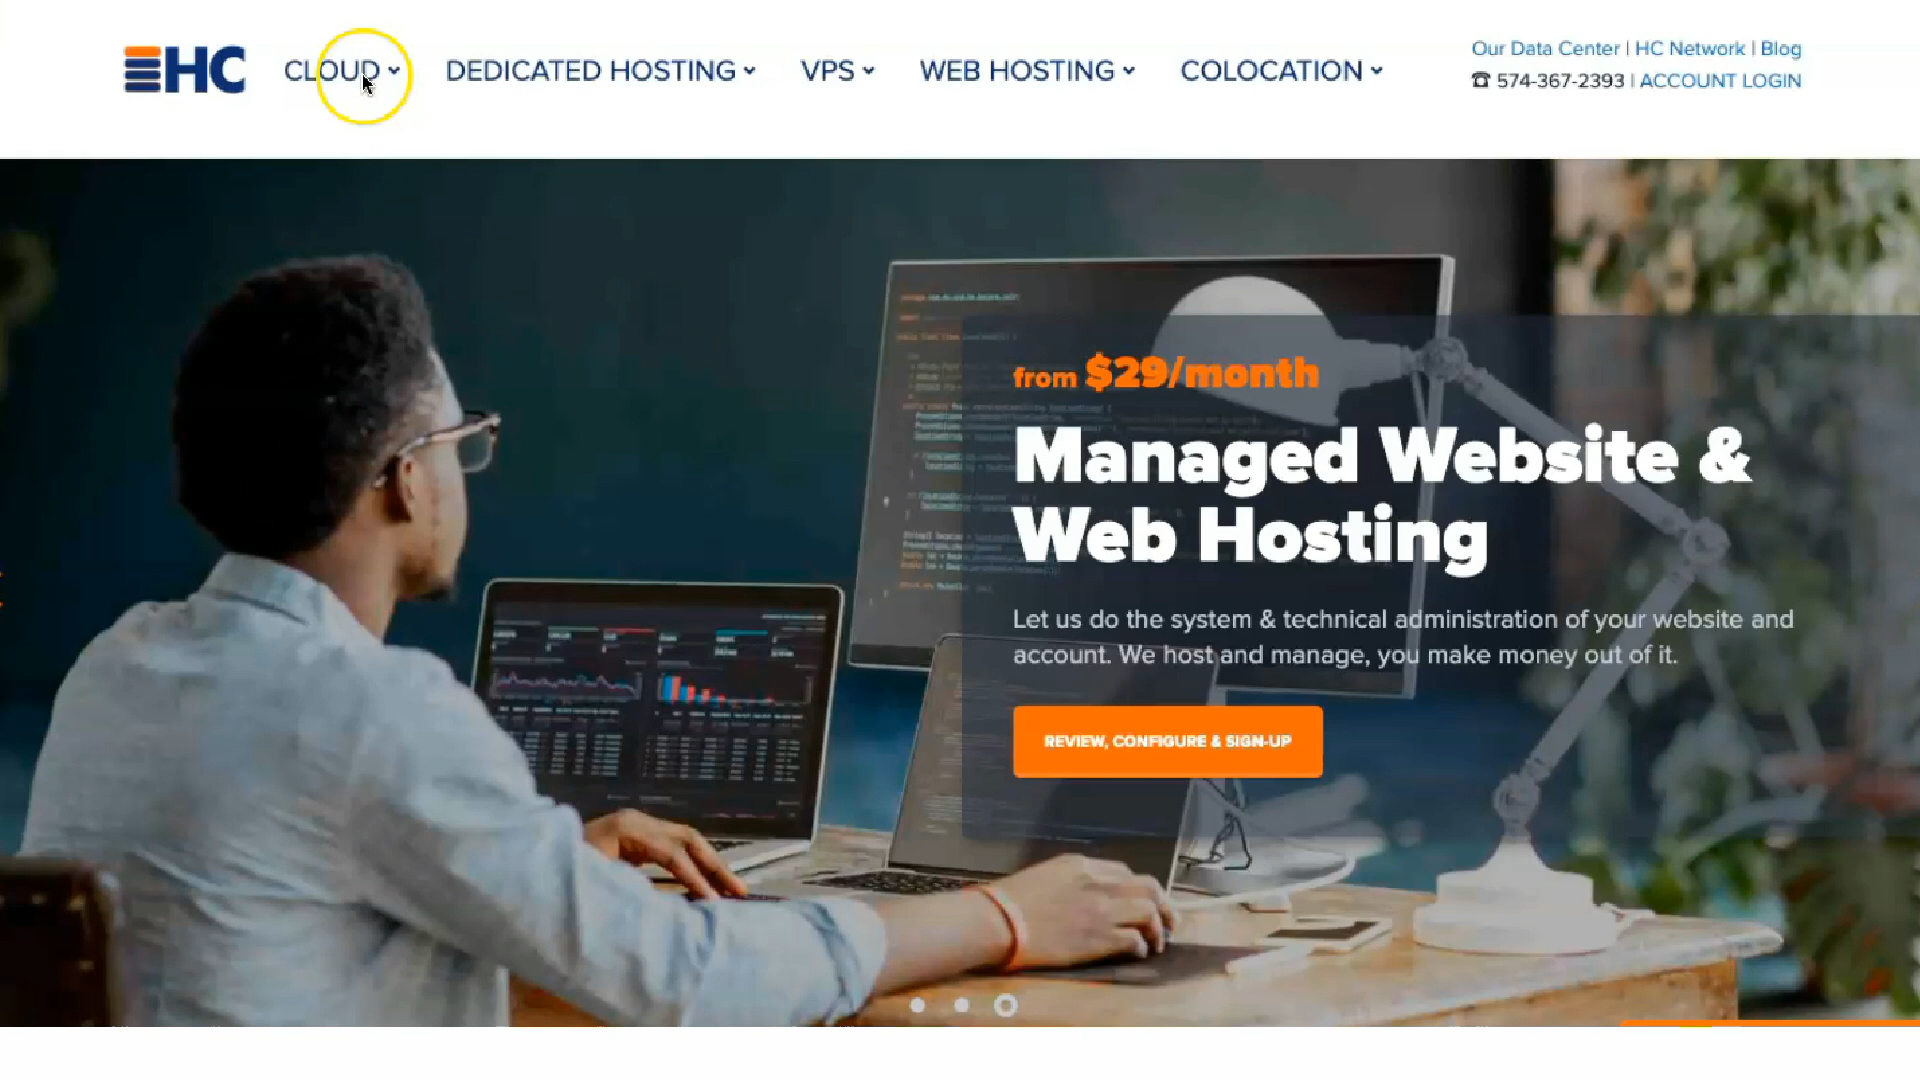 HC
CLOUD
DEDICATED HOSTING
VPS
WEB HOSTING
COLOCATION
Our Data Center | HC Network | Blog
☎ 574-367-2393 | ACCOUNT LOGIN
from $29/month
Managed Website &
Web Hosting
Let us do the system & technical administration of your website and
account. We host and manage, you make money out of it.
REVIEW, CONFIGURE & SIGN-UP